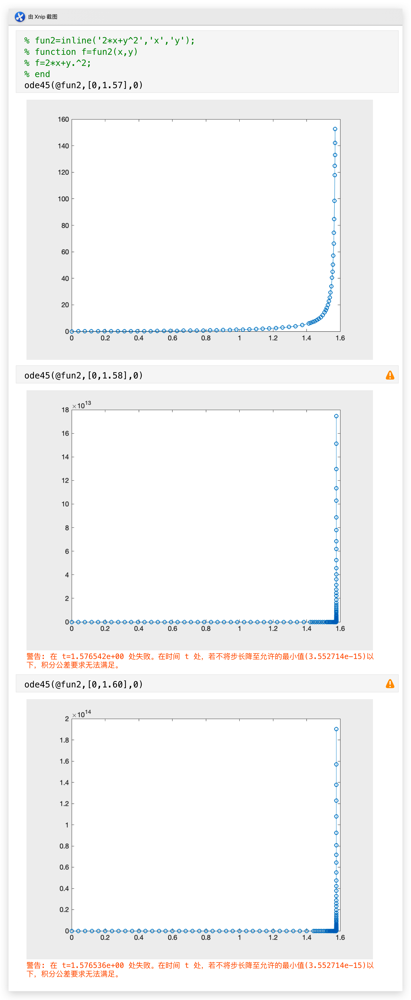 由 Xnip 截图
% fun2=inline('2*x+y^2','x','y');
% function f=fun2(x,y)
% f=2*x+y.^2;
% end
ode45(@fun2,[0,1.57],0)
160
140
120
100
80
60
40
20
0
0 0.2 0.4 0.6 0.8 1 1.2 1.4 1.6
ode45(@fun2,[0,1.58],0)
×10^13
18
16
14
12
10
8
6
4
2
0
0 0.2 0.4 0.6 0.8 1 1.2 1.4 1.6
警告: 在 t=1.576542e+00 处失败。在时间 t 处，若不将步长降至允许的最小值(3.552714e-15)以
下，积分公差要求无法满足。
ode45(@fun2,[0,1.60],0)
×10^14
2
1.8
1.6
1.4
1.2
1
0.8
0.6
0.4
0.2
0
0 0.2 0.4 0.6 0.8 1 1.2 1.4 1.6
警告: 在 t=1.576536e+00 处失败。在时间 t 处，若不将步长降至允许的最小值(3.552714e-15)以
下，积分公差要求无法满足。